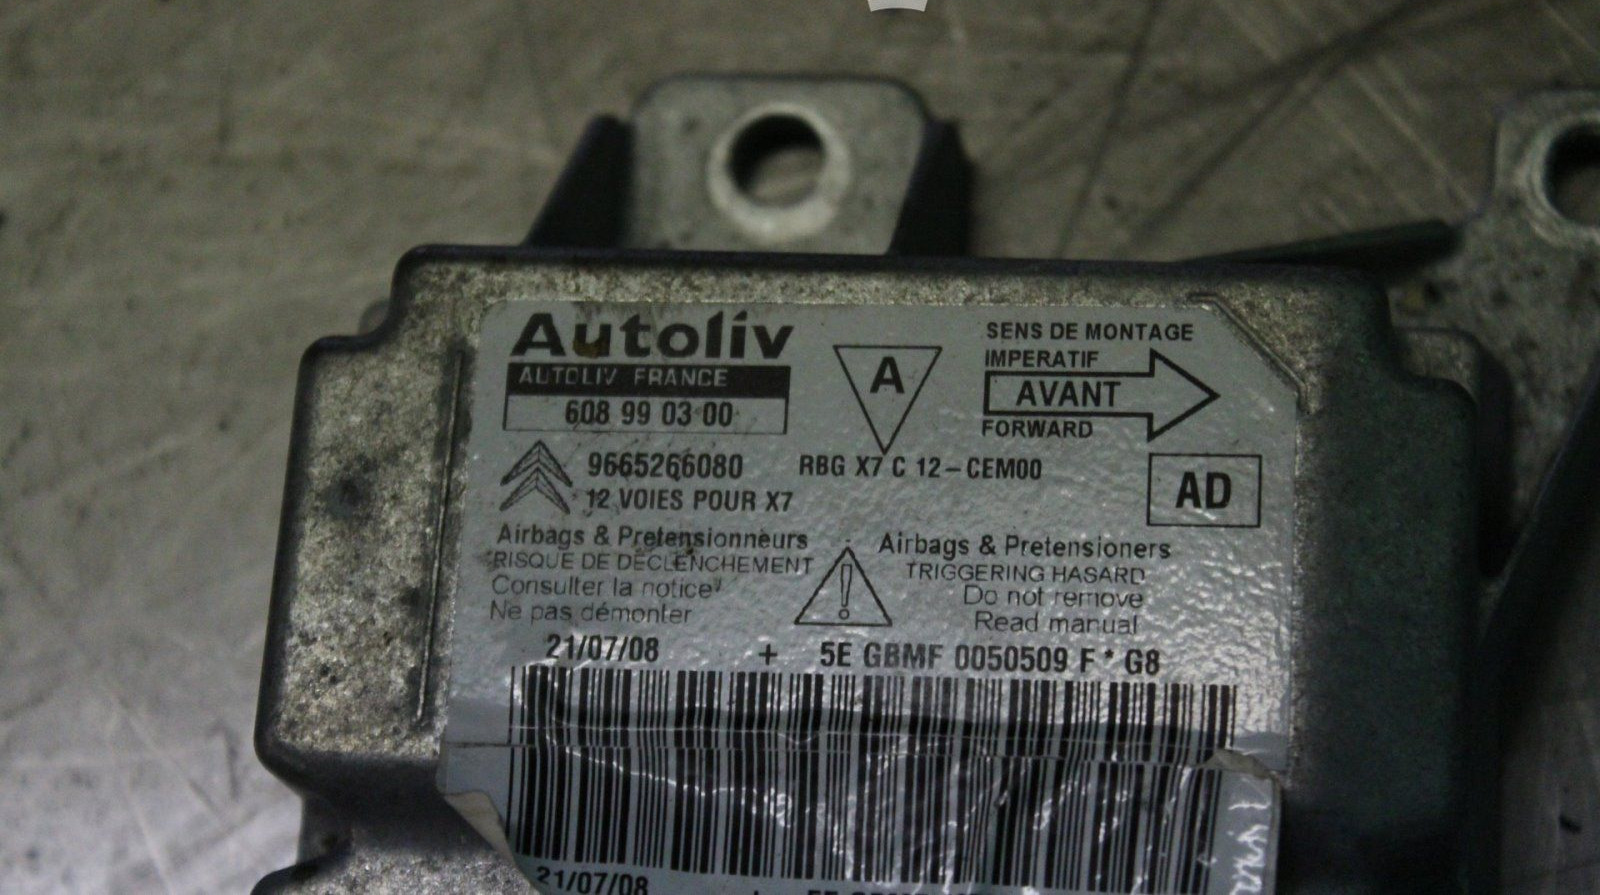 Autoliv
AUTOLIV FRANCE
608 99 03 00
A
SENS DE MONTAGE
IMPERATIF
AVANT
FORWARD
9665266080
RBG X7 C 12-CEM00
12 VOIES POUR X7
AD
Airbags & Pretensionneurs
RISQUE DE DECLENCHEMENT
Consulter la notice
Ne pas démonter
Airbags & Pretensioners
TRIGGERING HASARD
Do not remove
Read manual
21/07/08 + 5E GBMF 0050509 F * G8
21/07/08